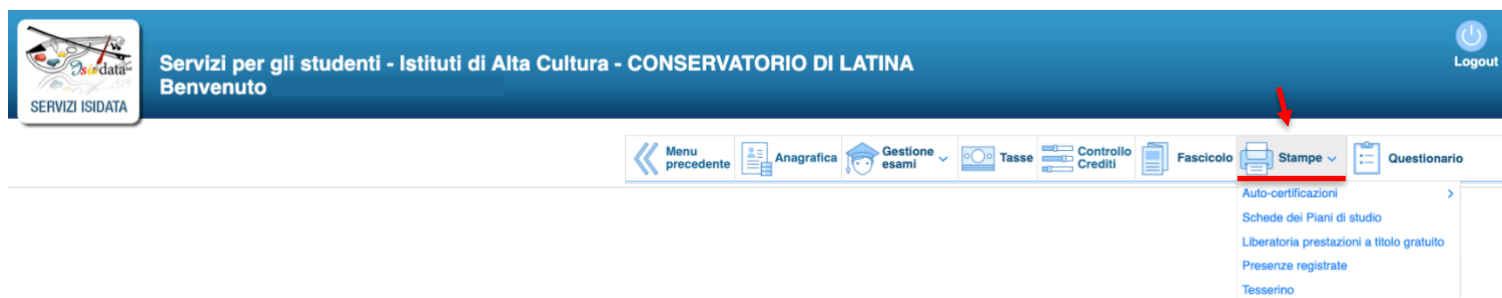 Isidata
SERVIZI ISIDATA
Servizi per gli studenti - Istituti di Alta Cultura - CONSERVATORIO DI LATINA
Benvenuto
Logout
Menu
precedente
Anagrafica
Gestione
esami
Tasse
Controllo
Crediti
Fascicolo
Stampe
Questionario
Auto-certificazioni
Schede dei Piani di studio
Liberatoria prestazioni a titolo gratuito
Presenze registrate
Tesserino